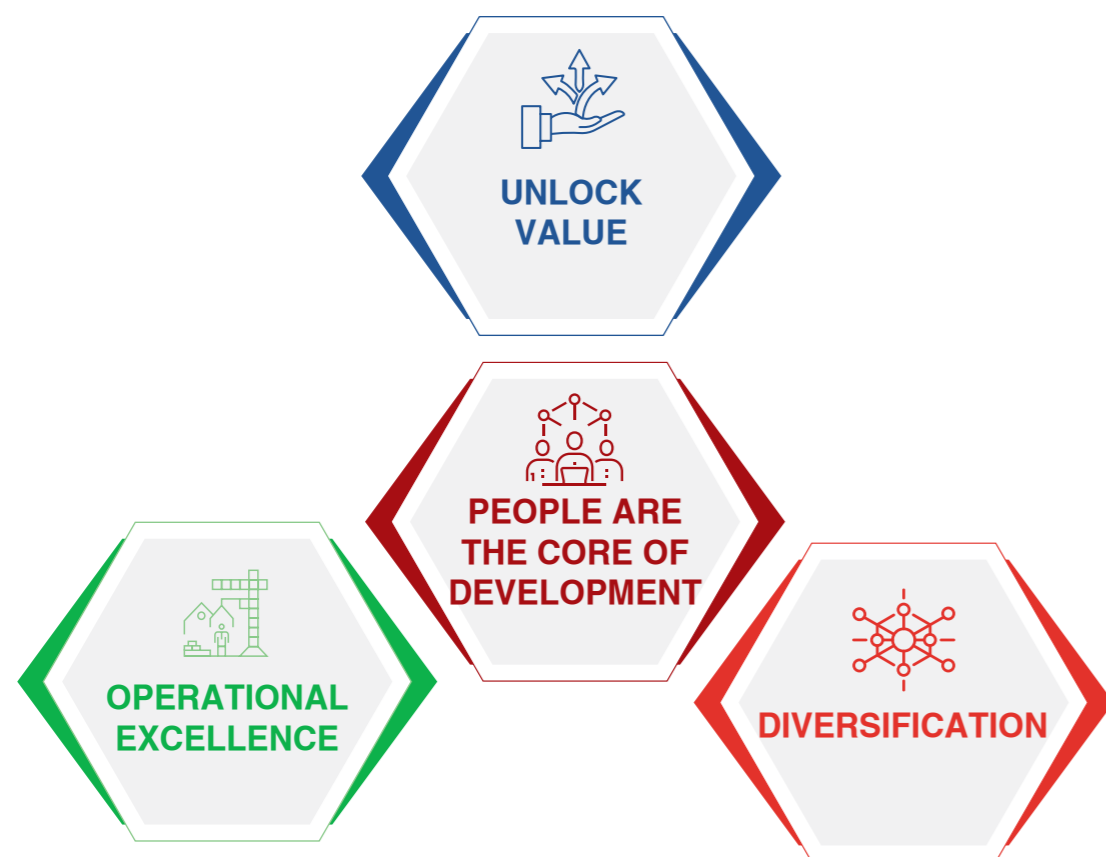 UNLOCK
VALUE
PEOPLE ARE
THE CORE OF
DEVELOPMENT
OPERATIONAL
EXCELLENCE
DIVERSIFICATION